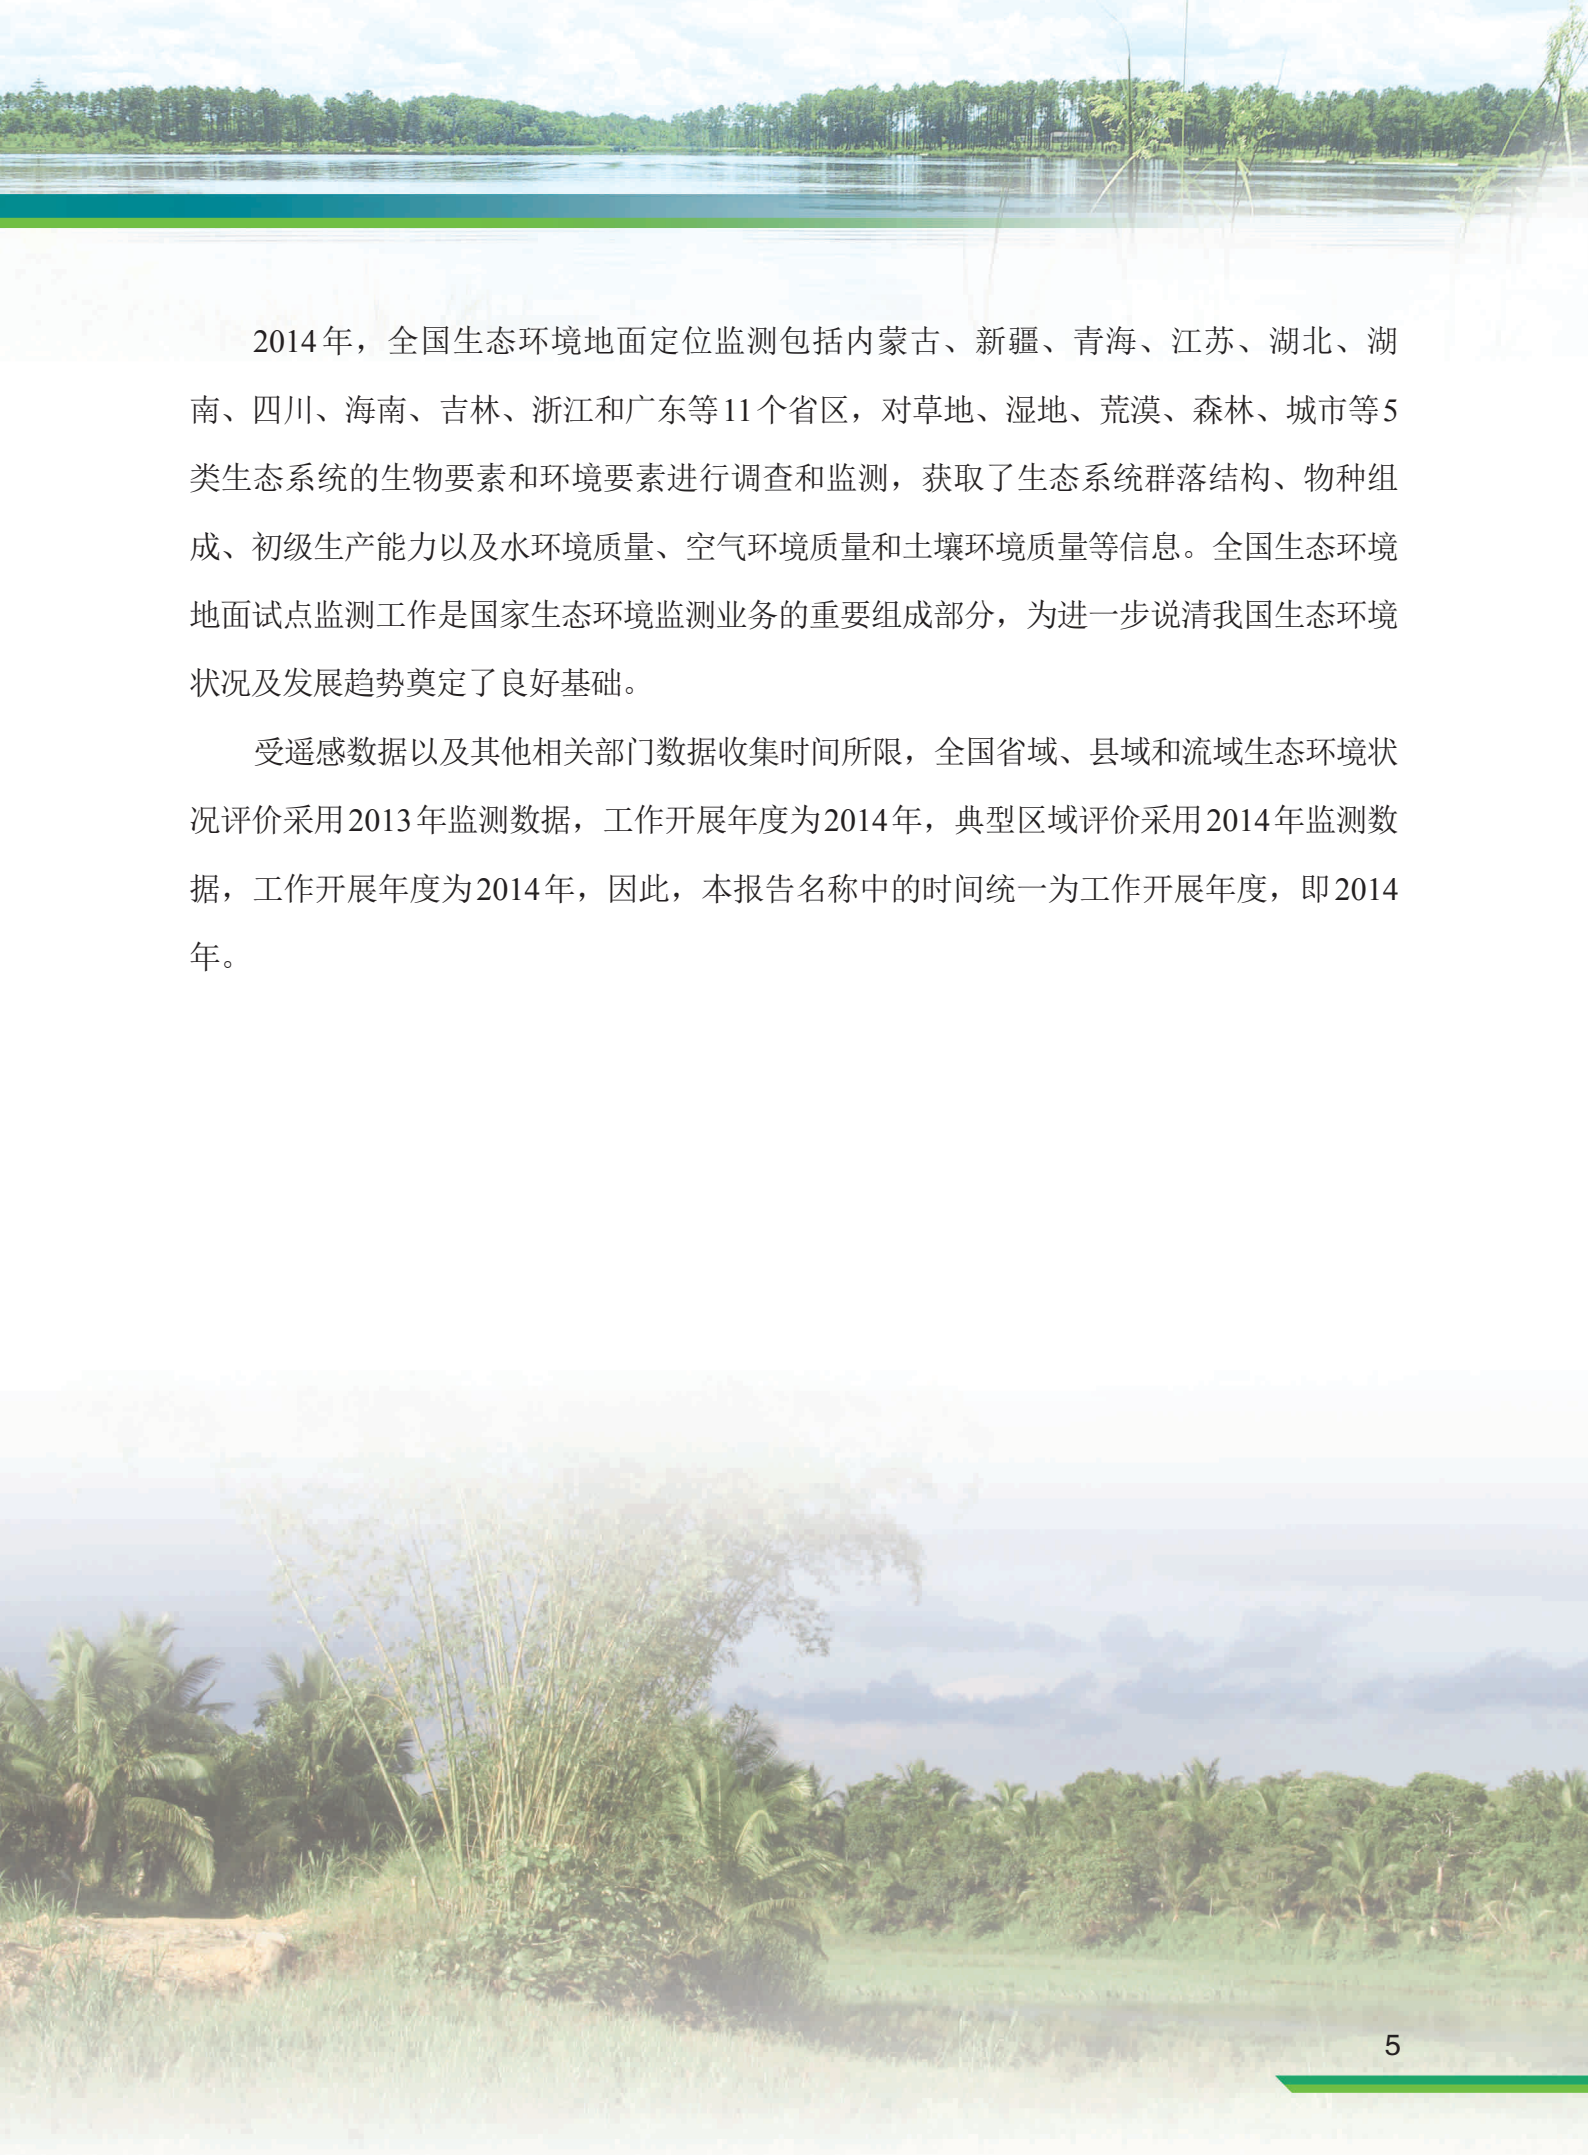 2014年，全国生态环境地面定位监测包括内蒙古、新疆、青海、江苏、湖北、湖
南、四川、海南、吉林、浙江和广东等11个省区，对草地、湿地、荒漠、森林、城市等5
类生态系统的生物要素和环境要素进行调查和监测，获取了生态系统群落结构、物种组
成、初级生产能力以及水环境质量、空气环境质量和土壤环境质量等信息。全国生态环境
地面试点监测工作是国家生态环境监测业务的重要组成部分，为进一步说清我国生态环境
状况及发展趋势奠定了良好基础。
受遥感数据以及其他相关部门数据收集时间所限，全国省域、县域和流域生态环境状
况评价采用2013年监测数据，工作开展年度为2014年，典型区域评价采用2014年监测数
据，工作开展年度为2014年，因此，本报告名称中的时间统一为工作开展年度，即2014
年。
5